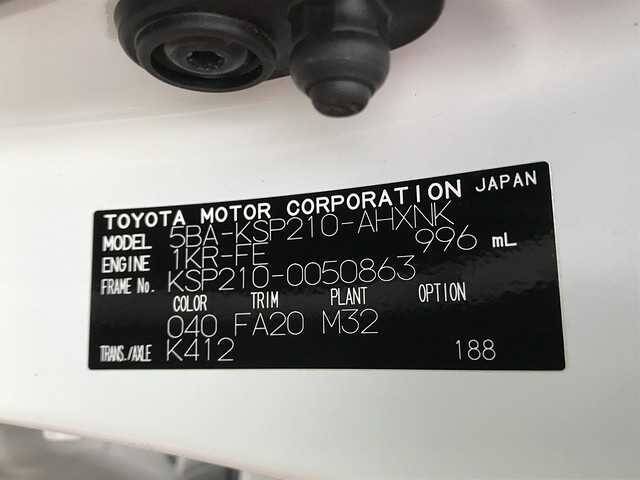 TOYOTA MOTOR CORPORATION JAPAN
MODEL 5BA-KSP210-AHXNK
ENGINE 1KR-FE 996 mL
FRAME No. KSP210-0050863
COLOR TRIM PLANT OPTION
040 FA20 M32
TRANS./AXLE K412 188